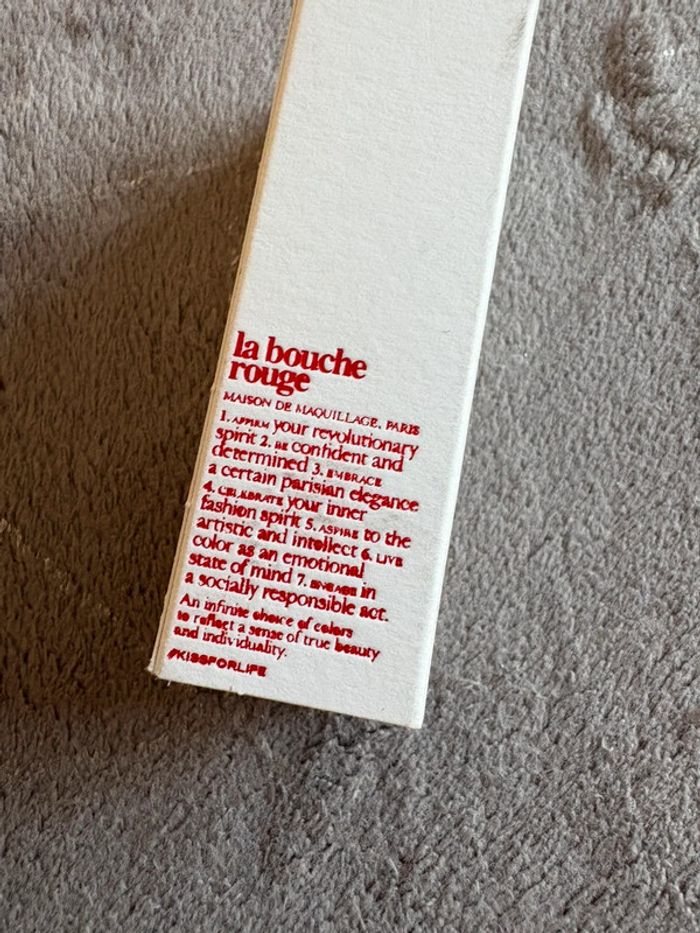 la bouche
rouge
MAISON DE MAQUILLAGE, PARIS
1. AFFIRM your revolutionary
spirit 2. BE confident and
determined 3. EMBRACE
a certain parisian elegance
4. CELEBRATE your inner
fashion spirit 5. ASPIRE to the
artistic and intellect 6. LIVE
color as an emotional
state of mind 7. ENGAGE in
a socially responsible act.
An infinite choice of colors
to reflect a sense of true beauty
and individuality.
#KISSFORLIFE